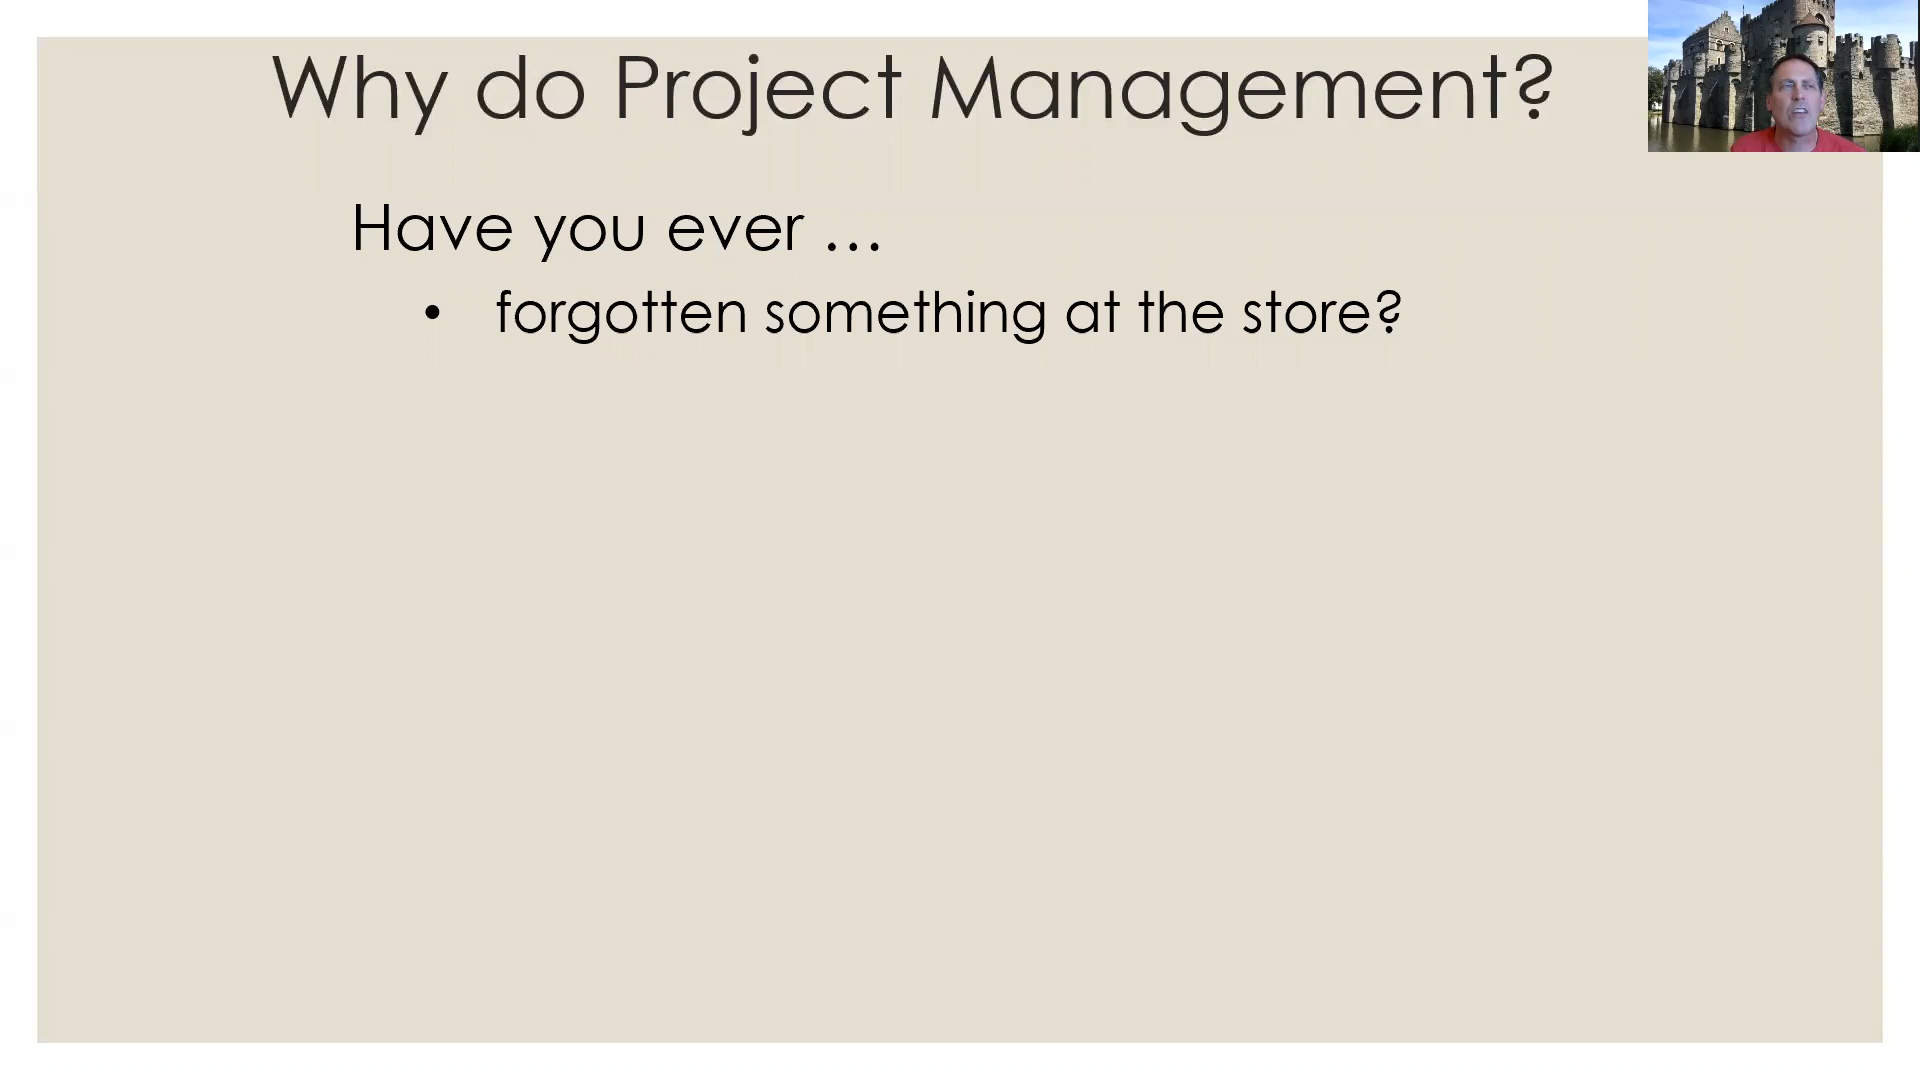 Why do Project Management?
Have you ever …
• forgotten something at the store?